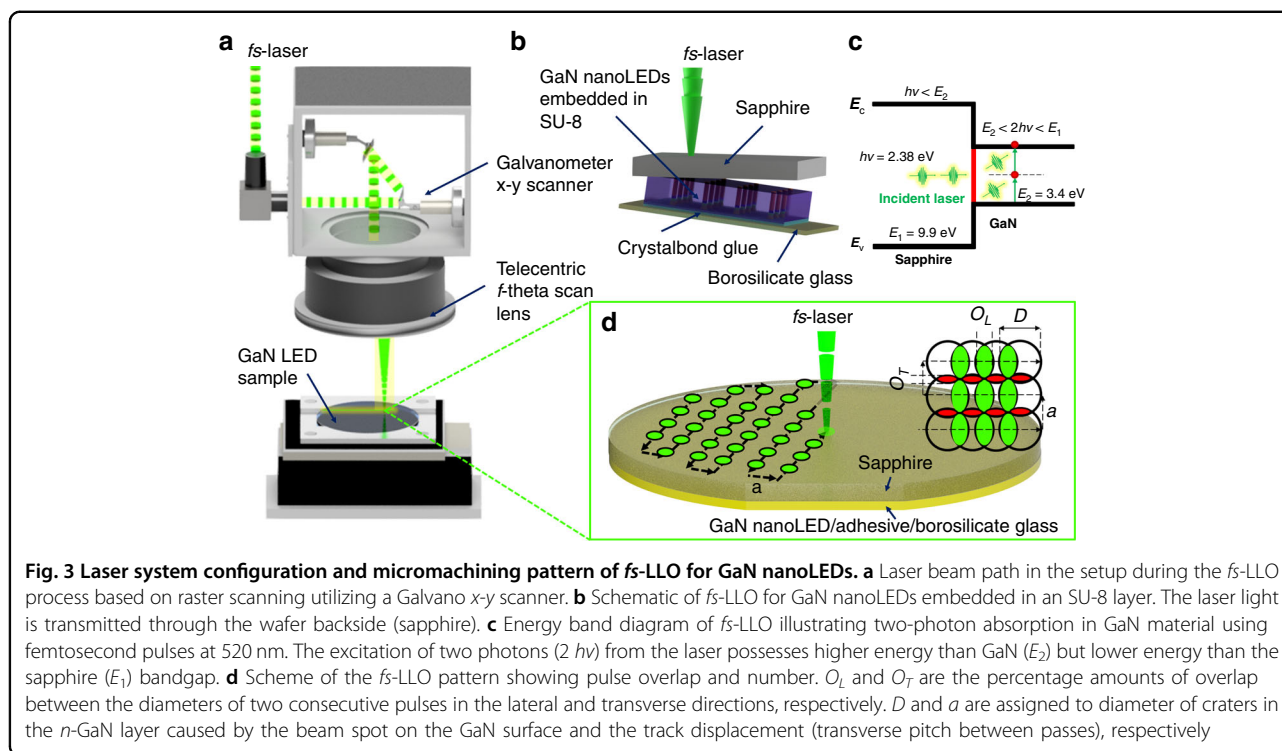 a
fs-laser
Galvanometer
x-y scanner
Telecentric
f-theta scan
lens
GaN LED
sample
b
fs-laser
GaN nanoLEDs
embedded in
SU-8
Sapphire
Crystalbond glue
Borosilicate glass
c
hv < E2
Ec
E2 < 2hv < E1
hv = 2.38 eV
Incident laser
E2 = 3.4 eV
GaN
E1 = 9.9 eV
Ev
Sapphire
d
fs-laser
OL
D
OT
a
a
Sapphire
GaN nanoLED/adhesive/borosilicate glass
Fig. 3 Laser system configuration and micromachining pattern of fs-LLO for GaN nanoLEDs. a Laser beam path in the setup during the fs-LLO
process based on raster scanning utilizing a Galvano x-y scanner. b Schematic of fs-LLO for GaN nanoLEDs embedded in an SU-8 layer. The laser light
is transmitted through the wafer backside (sapphire). c Energy band diagram of fs-LLO illustrating two-photon absorption in GaN material using
femtosecond pulses at 520 nm. The excitation of two photons (2 hv) from the laser possesses higher energy than GaN (E2) but lower energy than the
sapphire (E1) bandgap. d Scheme of the fs-LLO pattern showing pulse overlap and number. OL and OT are the percentage amounts of overlap
between the diameters of two consecutive pulses in the lateral and transverse directions, respectively. D and a are assigned to diameter of craters in
the n-GaN layer caused by the beam spot on the GaN surface and the track displacement (transverse pitch between passes), respectively